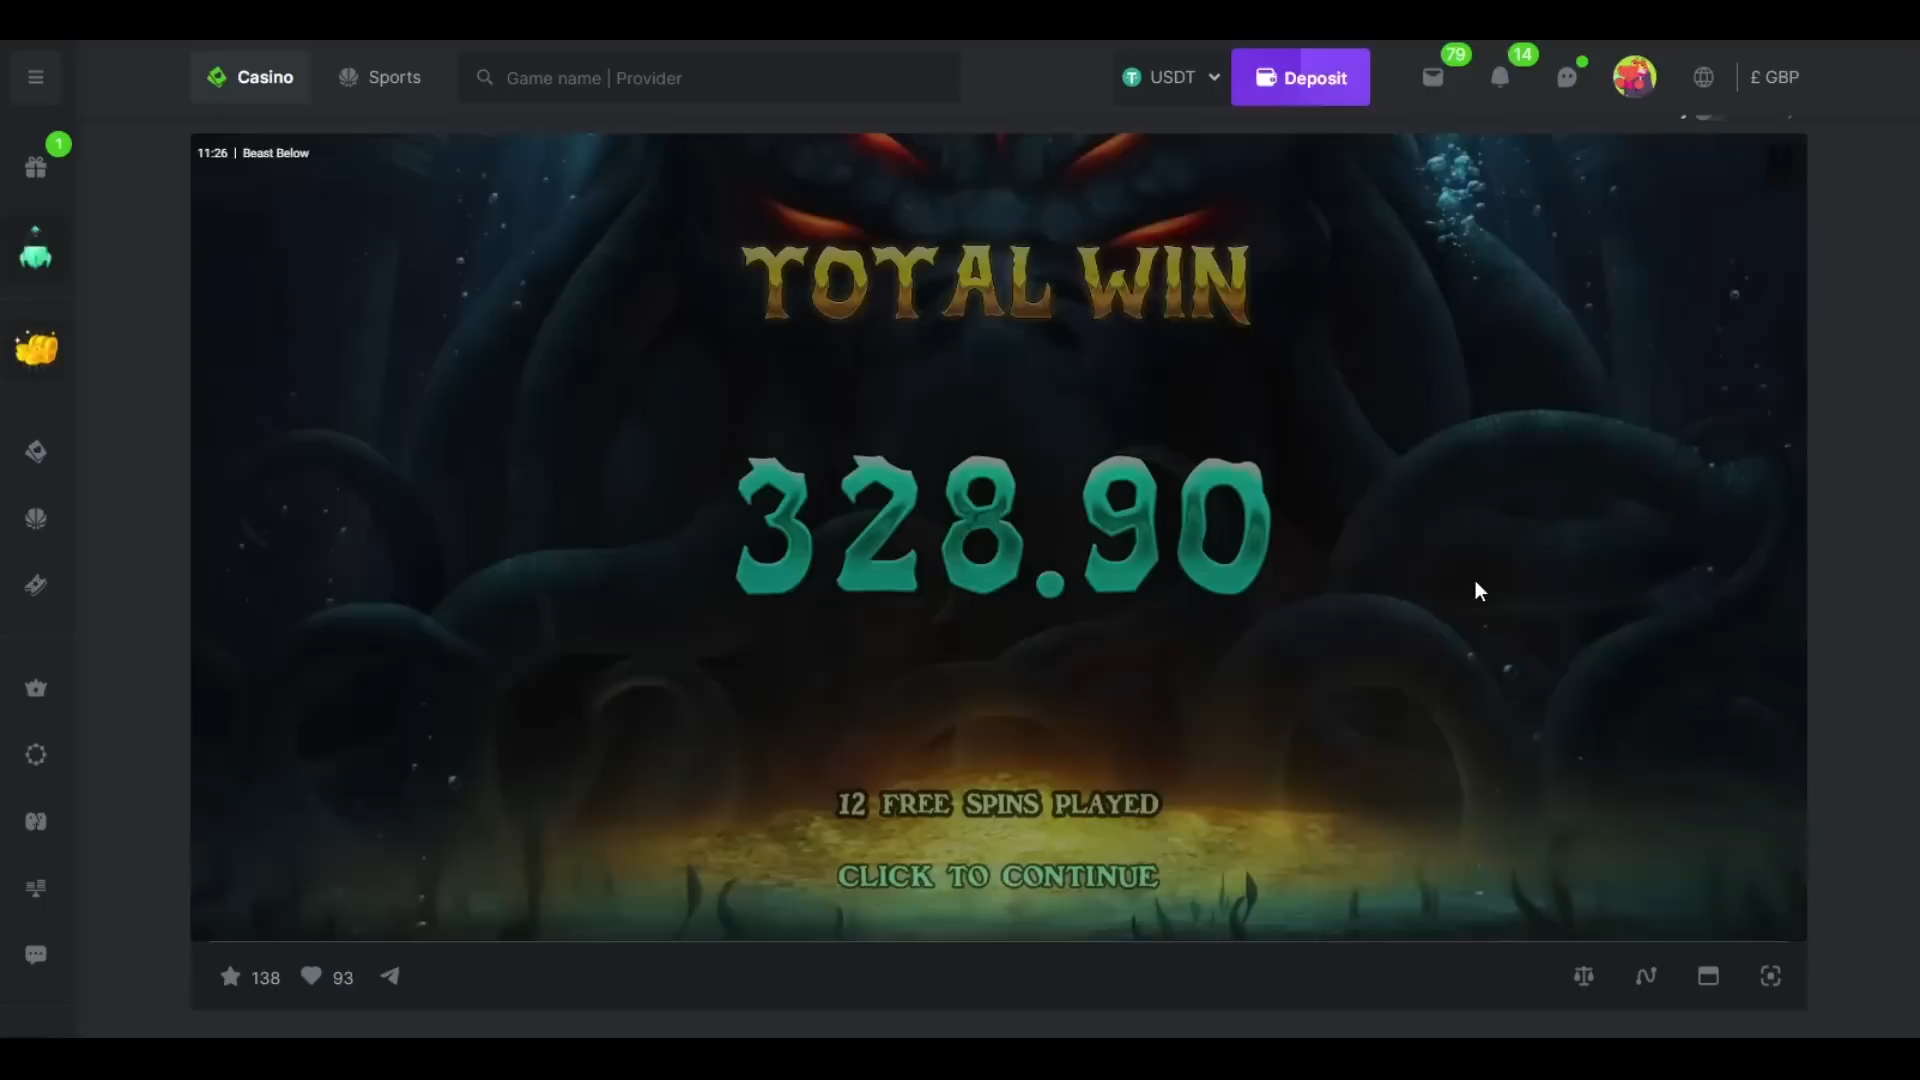 Casino
Sports
Game name | Provider
USDT
Deposit
79
14
£ GBP
1
11:26 | Beast Below
TOTAL WIN
328.90
12 FREE SPINS PLAYED
CLICK TO CONTINUE
138
93